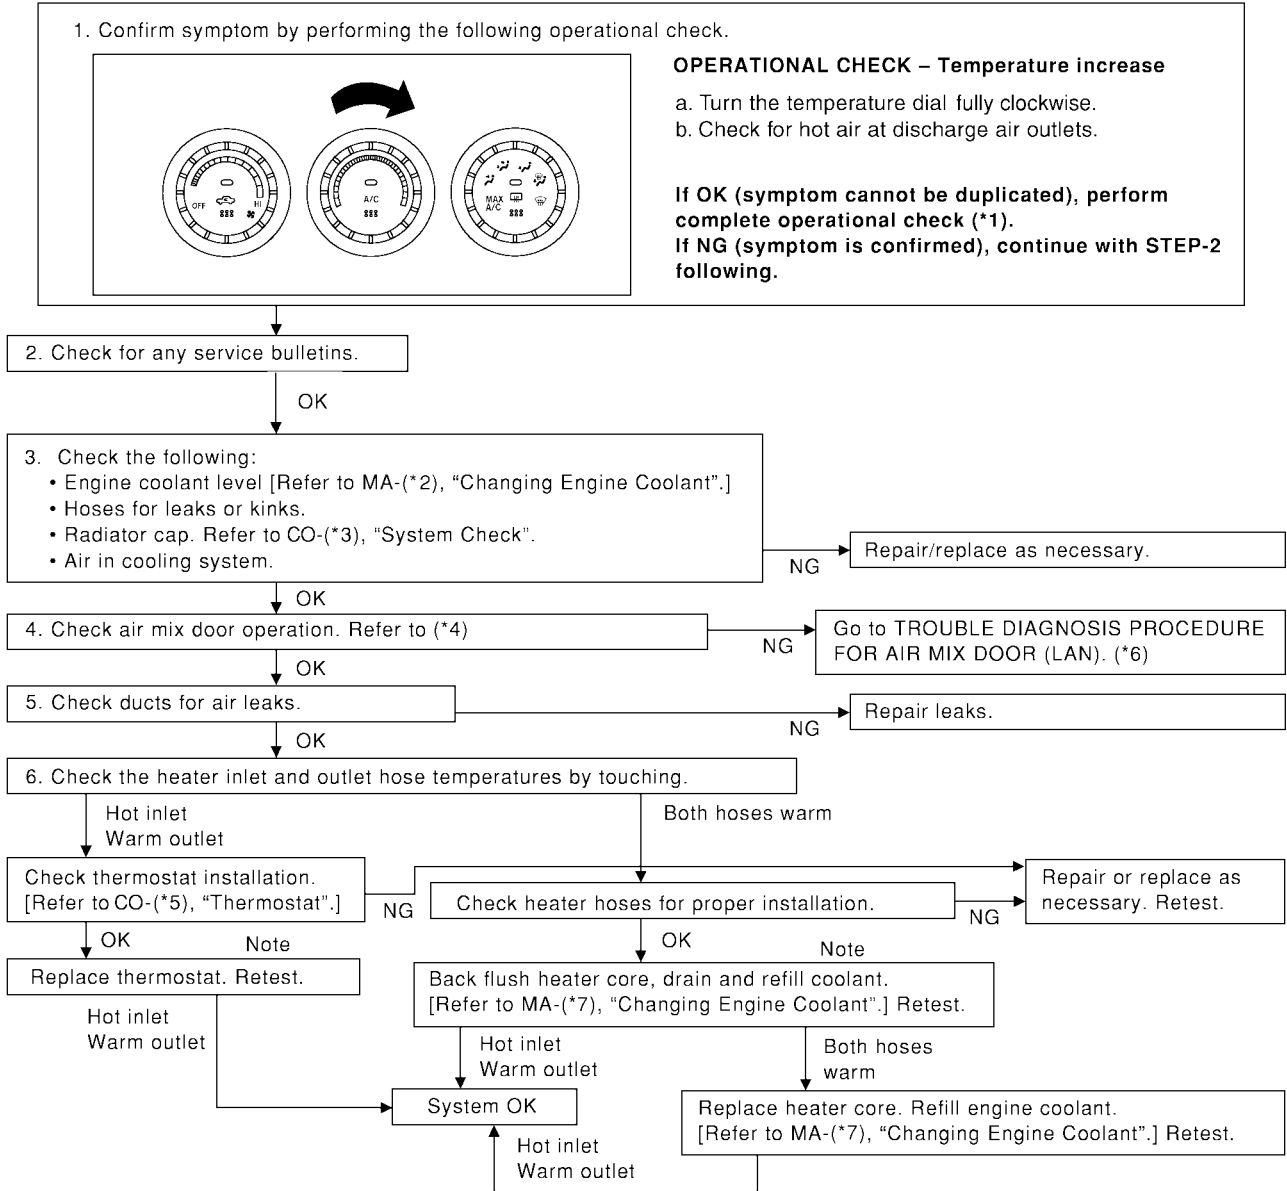 1. Confirm symptom by performing the following operational check.
OFF
HI
A/C
MAX
A/C
OPERATIONAL CHECK – Temperature increase
a. Turn the temperature dial fully clockwise.
b. Check for hot air at discharge air outlets.
If OK (symptom cannot be duplicated), perform
complete operational check (*1).
If NG (symptom is confirmed), continue with STEP-2
following.
2. Check for any service bulletins.
OK
3. Check the following:
• Engine coolant level [Refer to MA-(*2), “Changing Engine Coolant”.]
• Hoses for leaks or kinks.
• Radiator cap. Refer to CO-(*3), “System Check”.
• Air in cooling system.
NG
Repair/replace as necessary.
OK
4. Check air mix door operation. Refer to (*4)
NG
Go to TROUBLE DIAGNOSIS PROCEDURE
FOR AIR MIX DOOR (LAN). (*6)
OK
5. Check ducts for air leaks.
NG
Repair leaks.
OK
6. Check the heater inlet and outlet hose temperatures by touching.
Hot inlet
Warm outlet
Both hoses warm
Check thermostat installation.
[Refer to CO-(*5), “Thermostat”.]
NG
Check heater hoses for proper installation.
NG
Repair or replace as
necessary. Retest.
OK
Note
Replace thermostat. Retest.
OK
Note
Back flush heater core, drain and refill coolant.
[Refer to MA-(*7), “Changing Engine Coolant”.] Retest.
Hot inlet
Warm outlet
Hot inlet
Warm outlet
Both hoses
warm
System OK
Replace heater core. Refill engine coolant.
[Refer to MA-(*7), “Changing Engine Coolant”.] Retest.
Hot inlet
Warm outlet